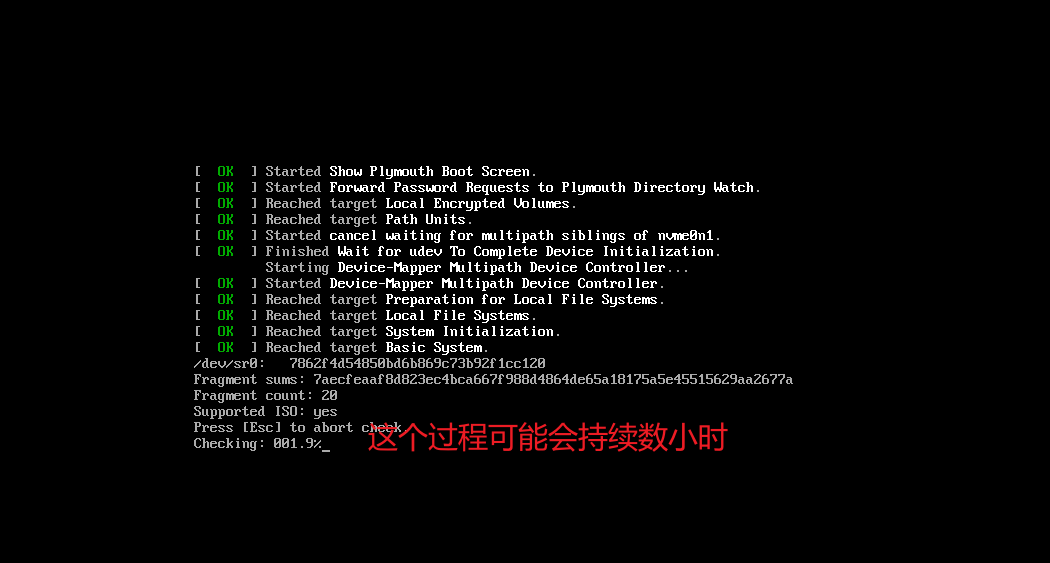 [  OK  ] Started Show Plymouth Boot Screen.
[  OK  ] Started Forward Password Requests to Plymouth Directory Watch.
[  OK  ] Reached target Local Encrypted Volumes.
[  OK  ] Reached target Path Units.
[  OK  ] Started cancel waiting for multipath siblings of nvme0n1.
[  OK  ] Finished Wait for udev To Complete Device Initialization.
         Starting Device-Mapper Multipath Device Controller...
[  OK  ] Started Device-Mapper Multipath Device Controller.
[  OK  ] Reached target Preparation for Local File Systems.
[  OK  ] Reached target Local File Systems.
[  OK  ] Reached target System Initialization.
[  OK  ] Reached target Basic System.
/dev/sr0:   7862f4d54850bd6b869c73b92f1cc120
Fragment sums: 7aecfeaaf8d823ec4bca667f988d4864de65a18175a5e45515629aa2677a
Fragment count: 20
Supported ISO: yes
Press [Esc] to abort check.
Checking: 001.9%_
这个过程可能会持续数小时